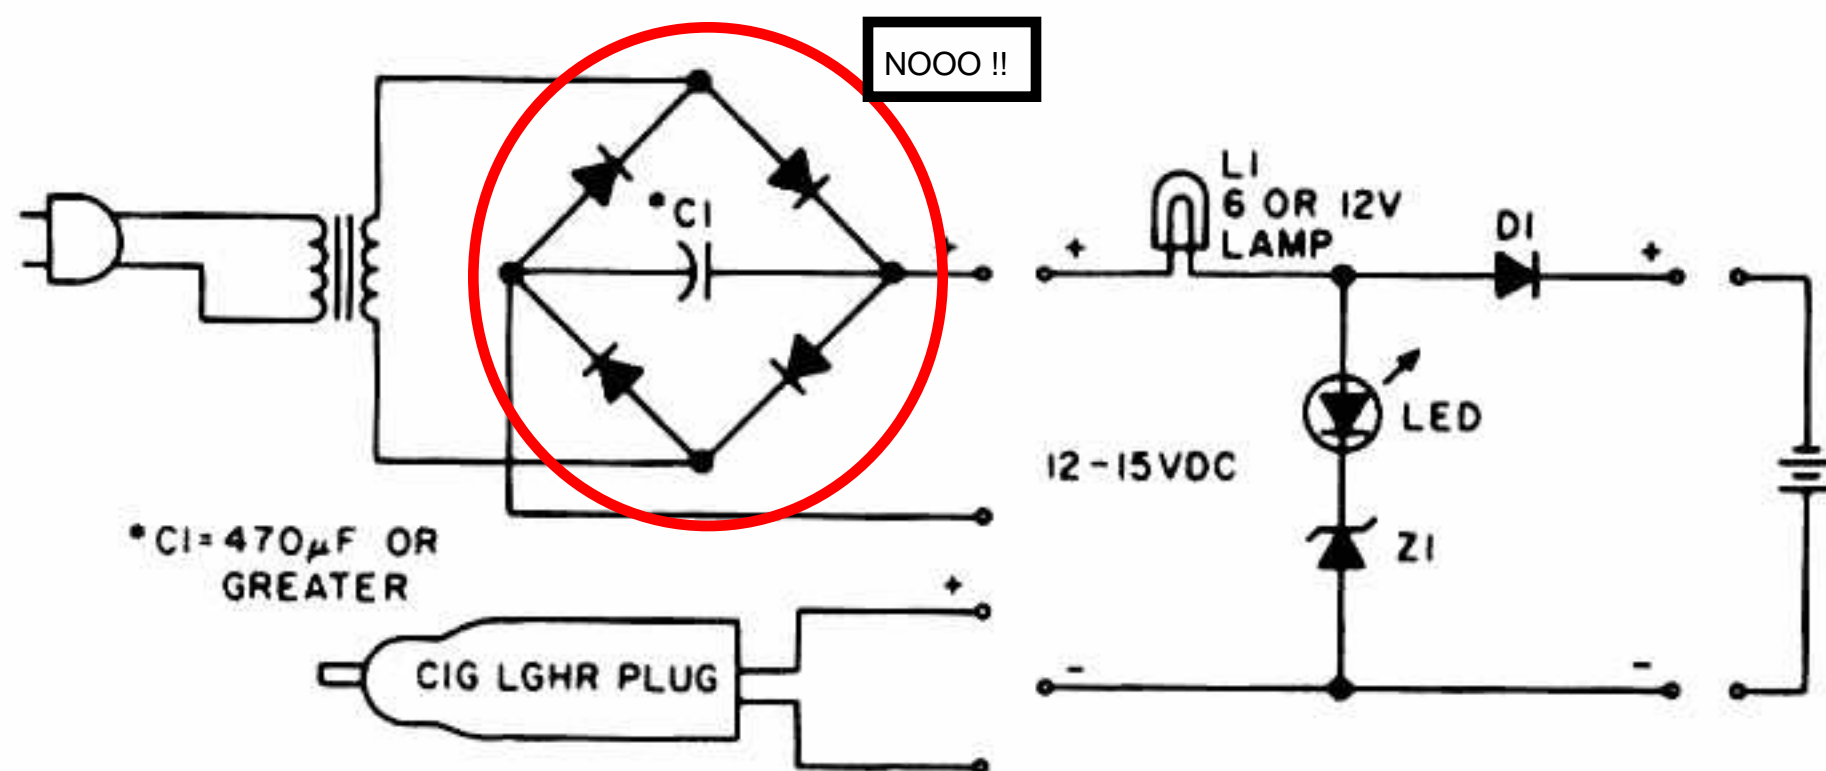 NOOO !!
L1
6 OR 12V
LAMP
D1
*C1
+
+
+
LED
12-15VDC
Z1
*C1=470µF OR
GREATER
+
CIG LGHR PLUG
-
-